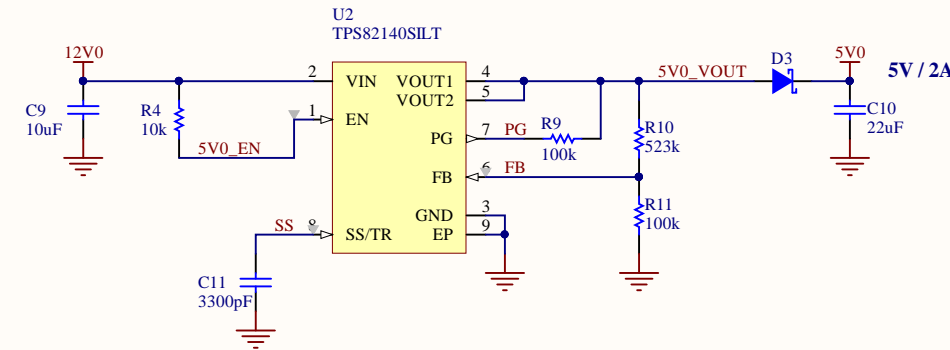 U2
TPS82140SILT
12V0
C9
10uF
R4
10k
5V0_EN
2
1
8
VIN
EN
SS/TR
VOUT1
VOUT2
PG
FB
GND
EP
4
5
7
6
3
9
PG
FB
R9
100k
5V0_VOUT
R10
523k
R11
100k
D3
5V0
5V / 2A
C10
22uF
SS
C11
3300pF